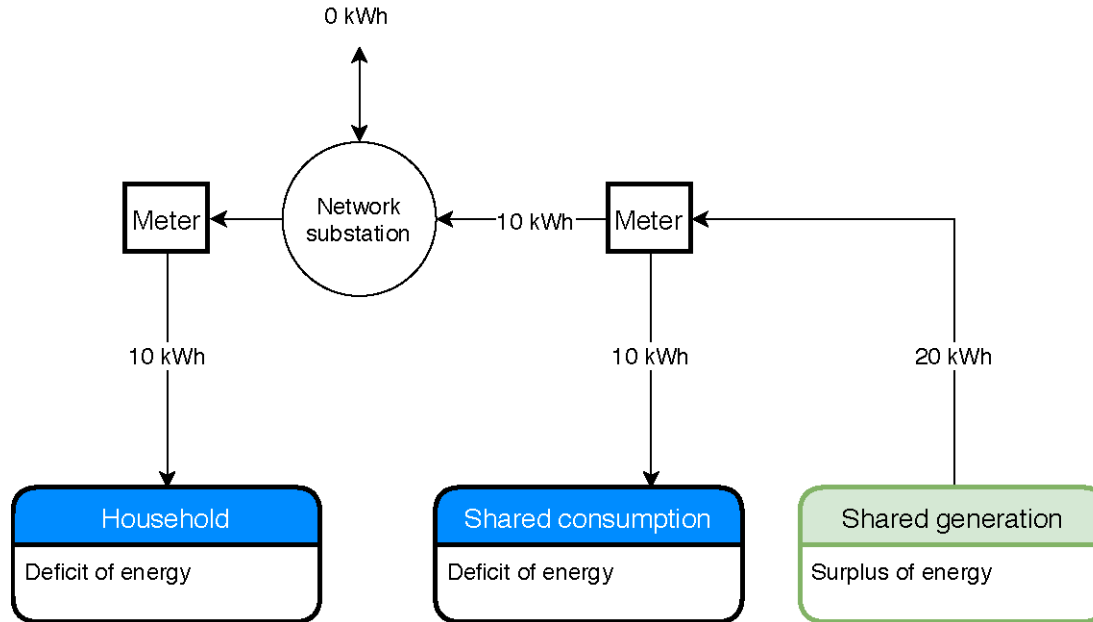 0 kWh
Network
substation
Meter
10 kWh
Meter
10 kWh
10 kWh
20 kWh
Household
Deficit of energy
Shared consumption
Deficit of energy
Shared generation
Surplus of energy